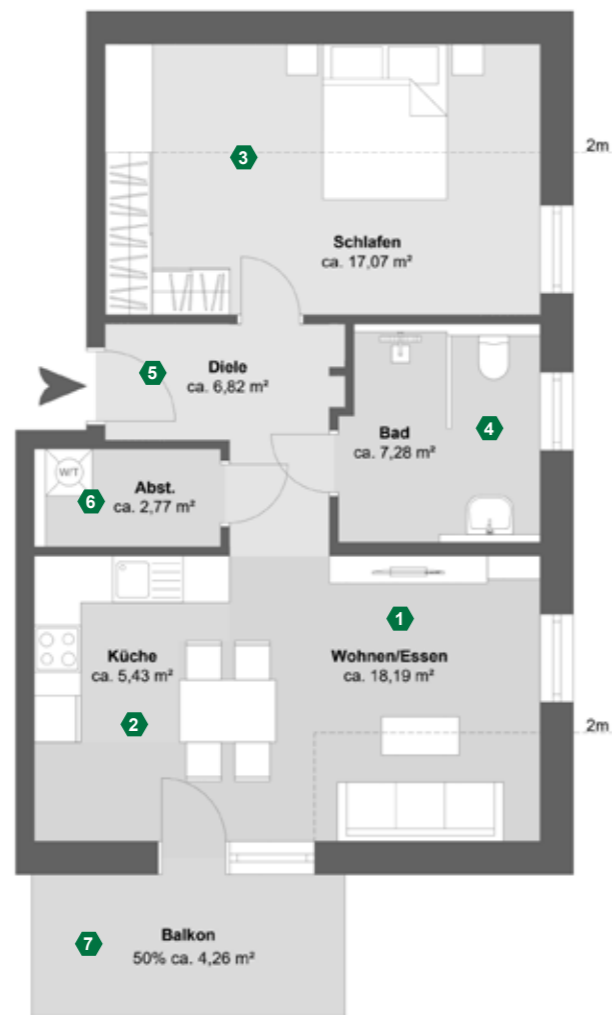 2m
3
Schlafen
ca. 17,07 m²
5
Diele
ca. 6,82 m²
4
Bad
ca. 7,28 m²
W/T
6
Abst.
ca. 2,77 m²
1
Küche
ca. 5,43 m²
Wohnen/Essen
ca. 18,19 m²
2
2m
7
Balkon
50% ca. 4,26 m²